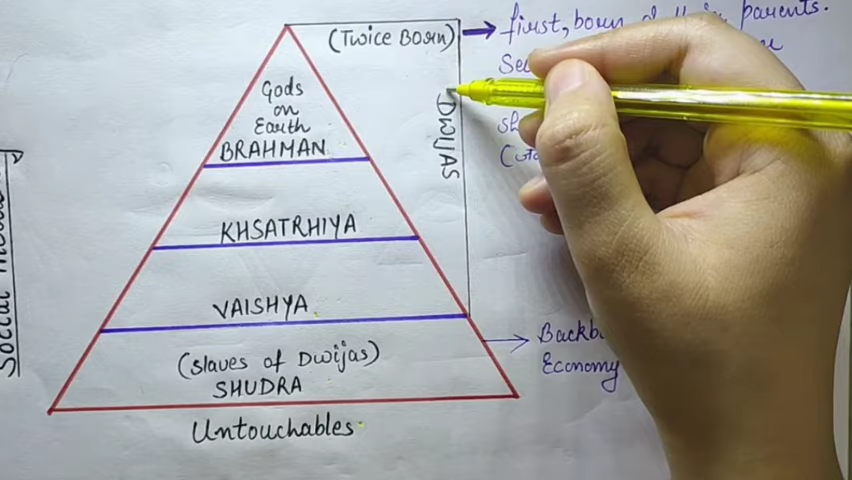 (Twice Born)
first, born of their parents.
Gods
on
Earth
BRAHMAN
DWIJAS
KHSATRHIYA
VAISHYA
(slaves of Dwijas)
SHUDRA
Economy
Untouchables
Social